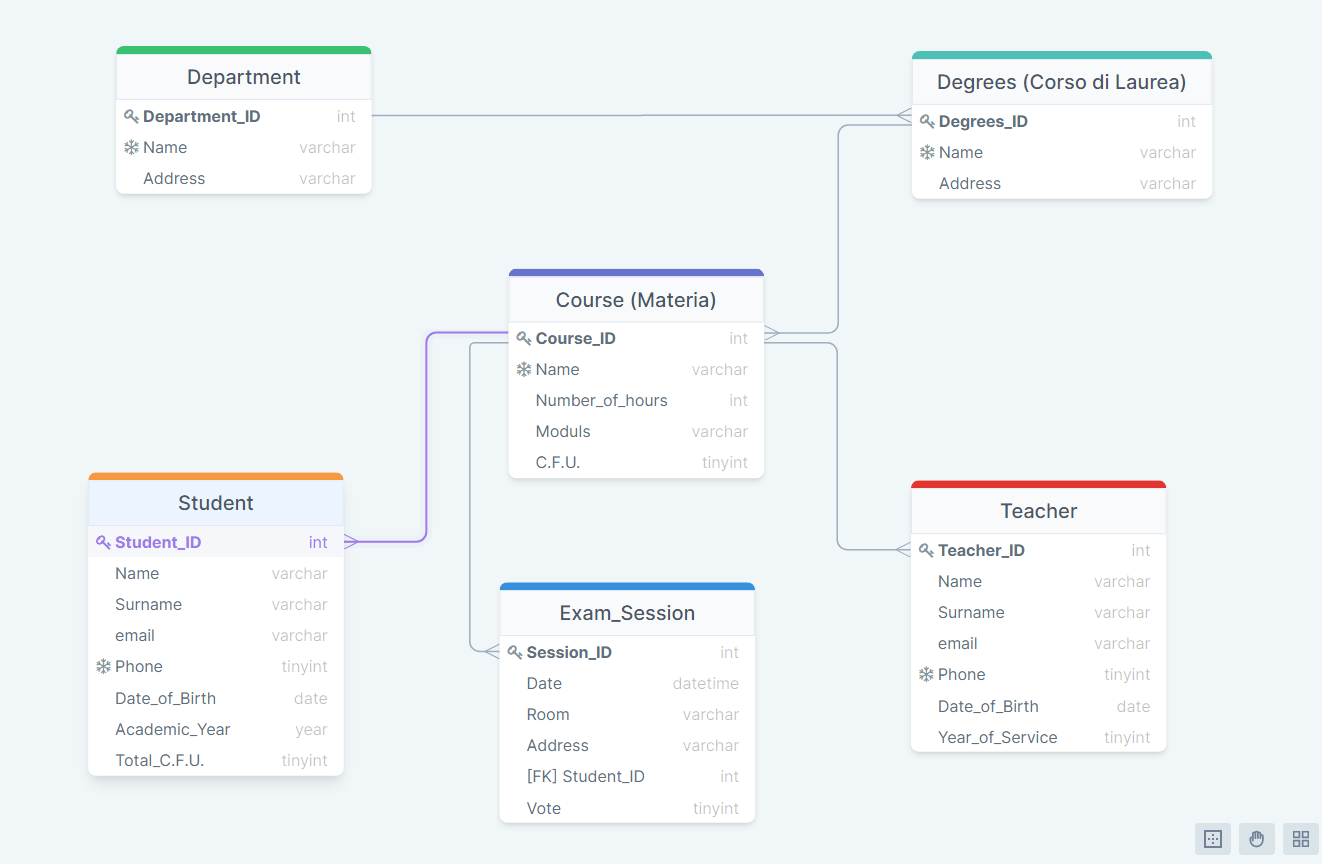 Department
Department_ID int
Name varchar
Address varchar
Degrees (Corso di Laurea)
Degrees_ID int
Name varchar
Address varchar
Course (Materia)
Course_ID int
Name varchar
Number_of_hours int
Moduls varchar
C.F.U. tinyint
Student
Student_ID int
Name varchar
Surname varchar
email varchar
Phone tinyint
Date_of_Birth date
Academic_Year year
Total_C.F.U. tinyint
Exam_Session
Session_ID int
Date datetime
Room varchar
Address varchar
[FK] Student_ID int
Vote tinyint
Teacher
Teacher_ID int
Name varchar
Surname varchar
email varchar
Phone tinyint
Date_of_Birth date
Year_of_Service tinyint